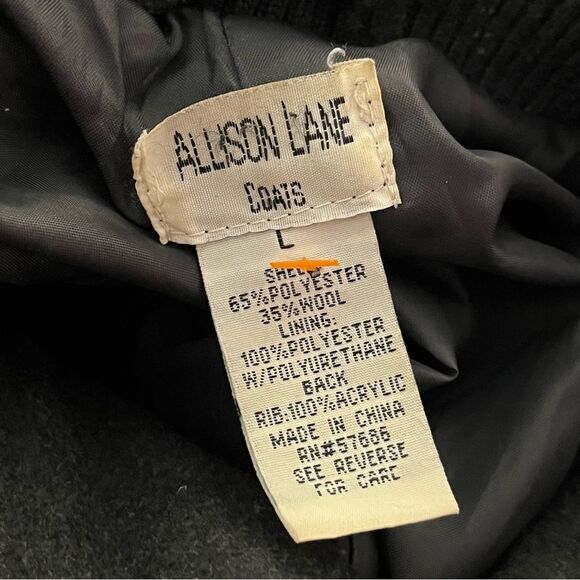 ALLISON LANE
COATS
L
SHELL
65%POLYESTER
35%WOOL
LINING:
100%POLYESTER
W/POLYURETHANE
BACK
RIB:100%ACRYLIC
MADE IN CHINA
RN#57686
SEE REVERSE
FOR CARE